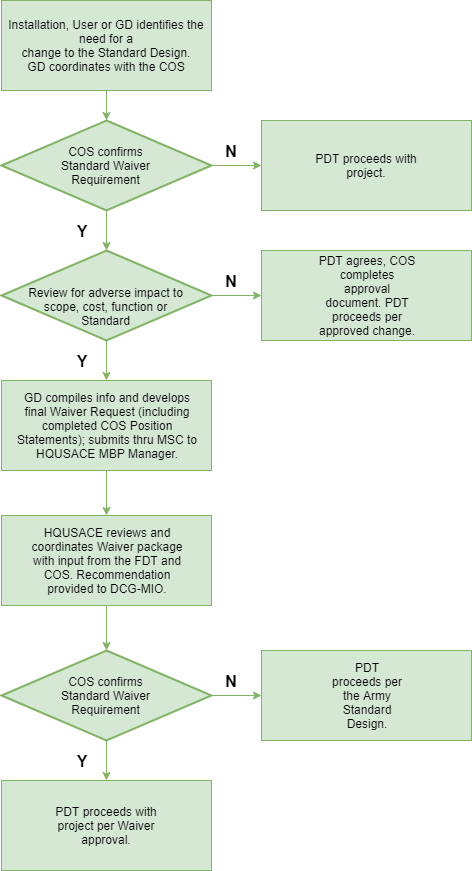 Installation, User or GD identifies the
need for a
change to the Standard Design.
GD coordinates with the COS
COS confirms
Standard Waiver
Requirement
N
PDT proceeds with
project.
Y
Review for adverse impact to
scope, cost, function or
Standard
N
PDT agrees, COS
completes
approval
document. PDT
proceeds per
approved change.
Y
GD compiles info and develops
final Waiver Request (including
completed COS Position
Statements); submits thru MSC to
HQUSACE MBP Manager.
HQUSACE reviews and
coordinates Waiver package
with input from the FDT and
COS. Recommendation
provided to DCG-MIO.
COS confirms
Standard Waiver
Requirement
N
PDT
proceeds per
the Army
Standard
Design.
Y
PDT proceeds with
project per Waiver
approval.